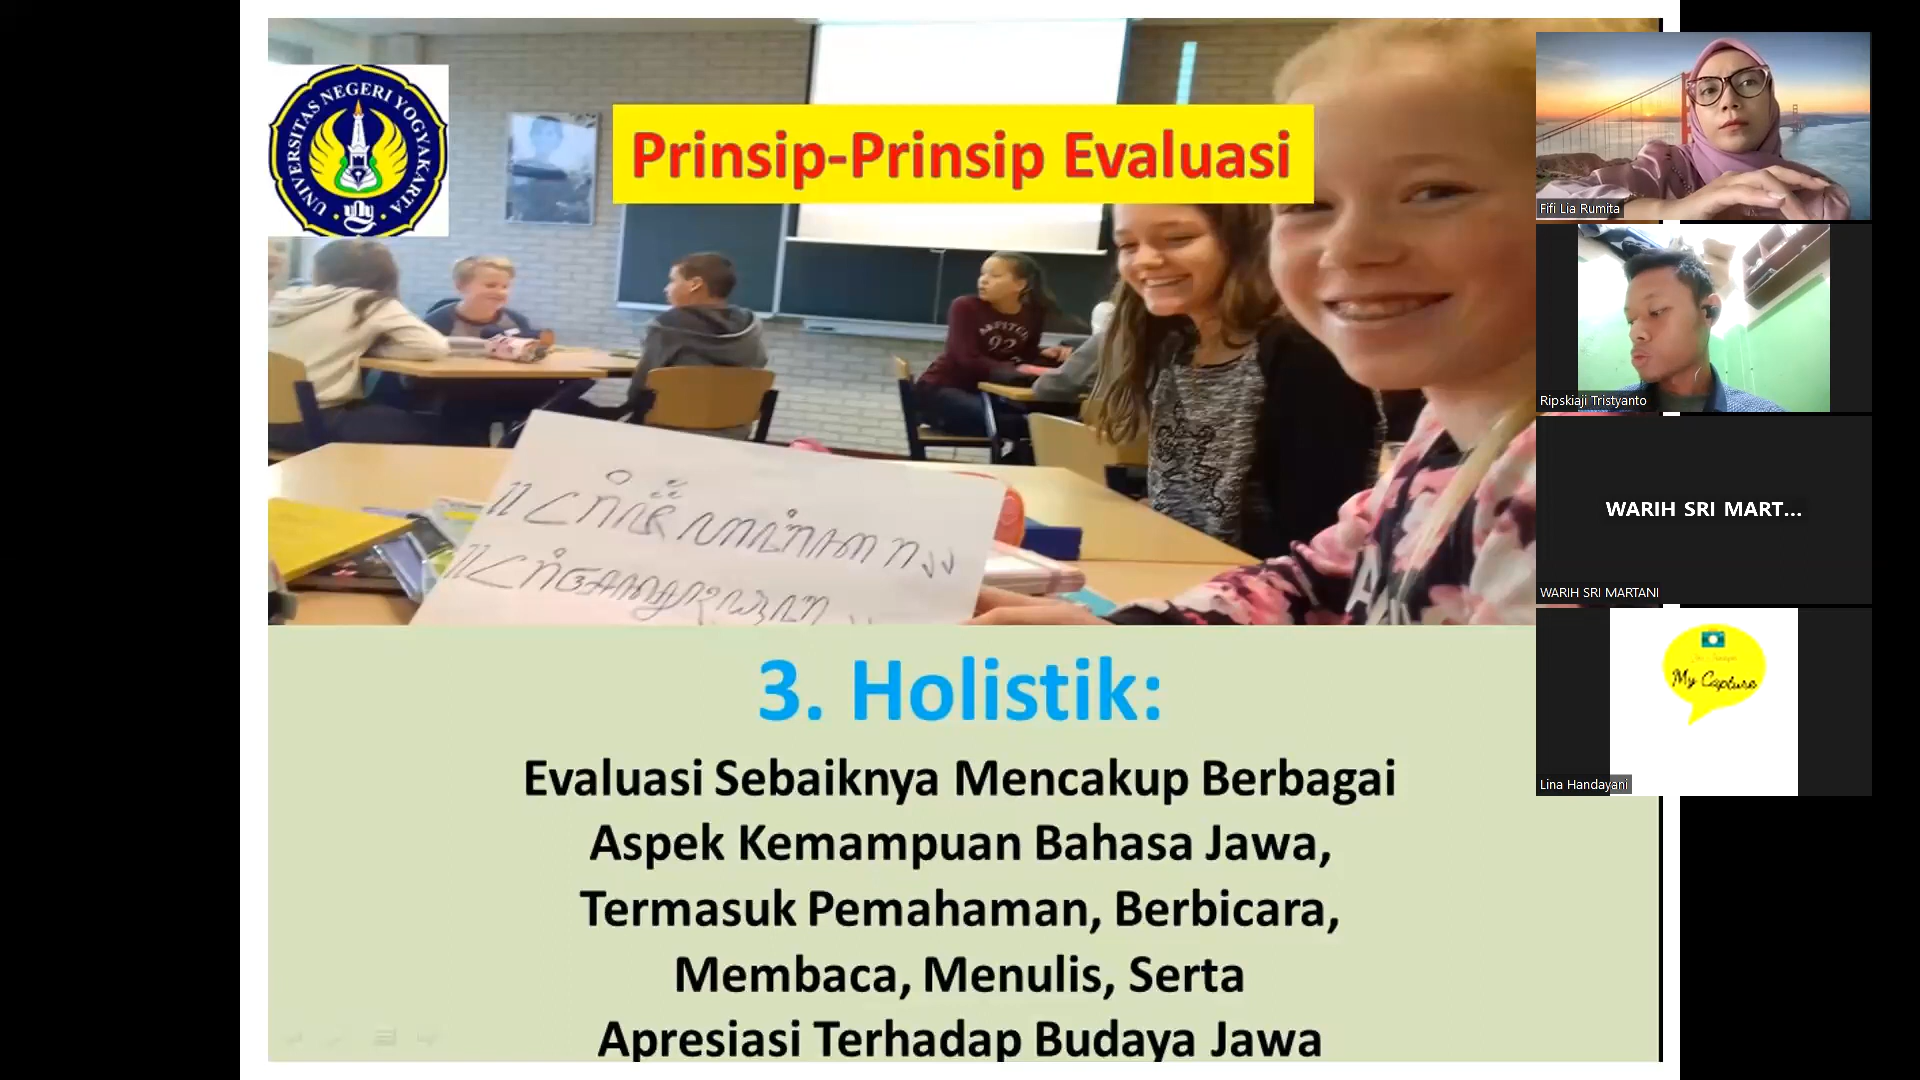 UNIVERSITAS NEGERI YOGYAKARTA
Prinsip-Prinsip Evaluasi
3. Holistik:
Evaluasi Sebaiknya Mencakup Berbagai
Aspek Kemampuan Bahasa Jawa,
Termasuk Pemahaman, Berbicara,
Membaca, Menulis, Serta
Apresiasi Terhadap Budaya Jawa
Fifi Lia Rumita
Ripskiaji Tristyanto
WARIH SRI MART...
WARIH SRI MARTANI
My Capture
Lina Handayani